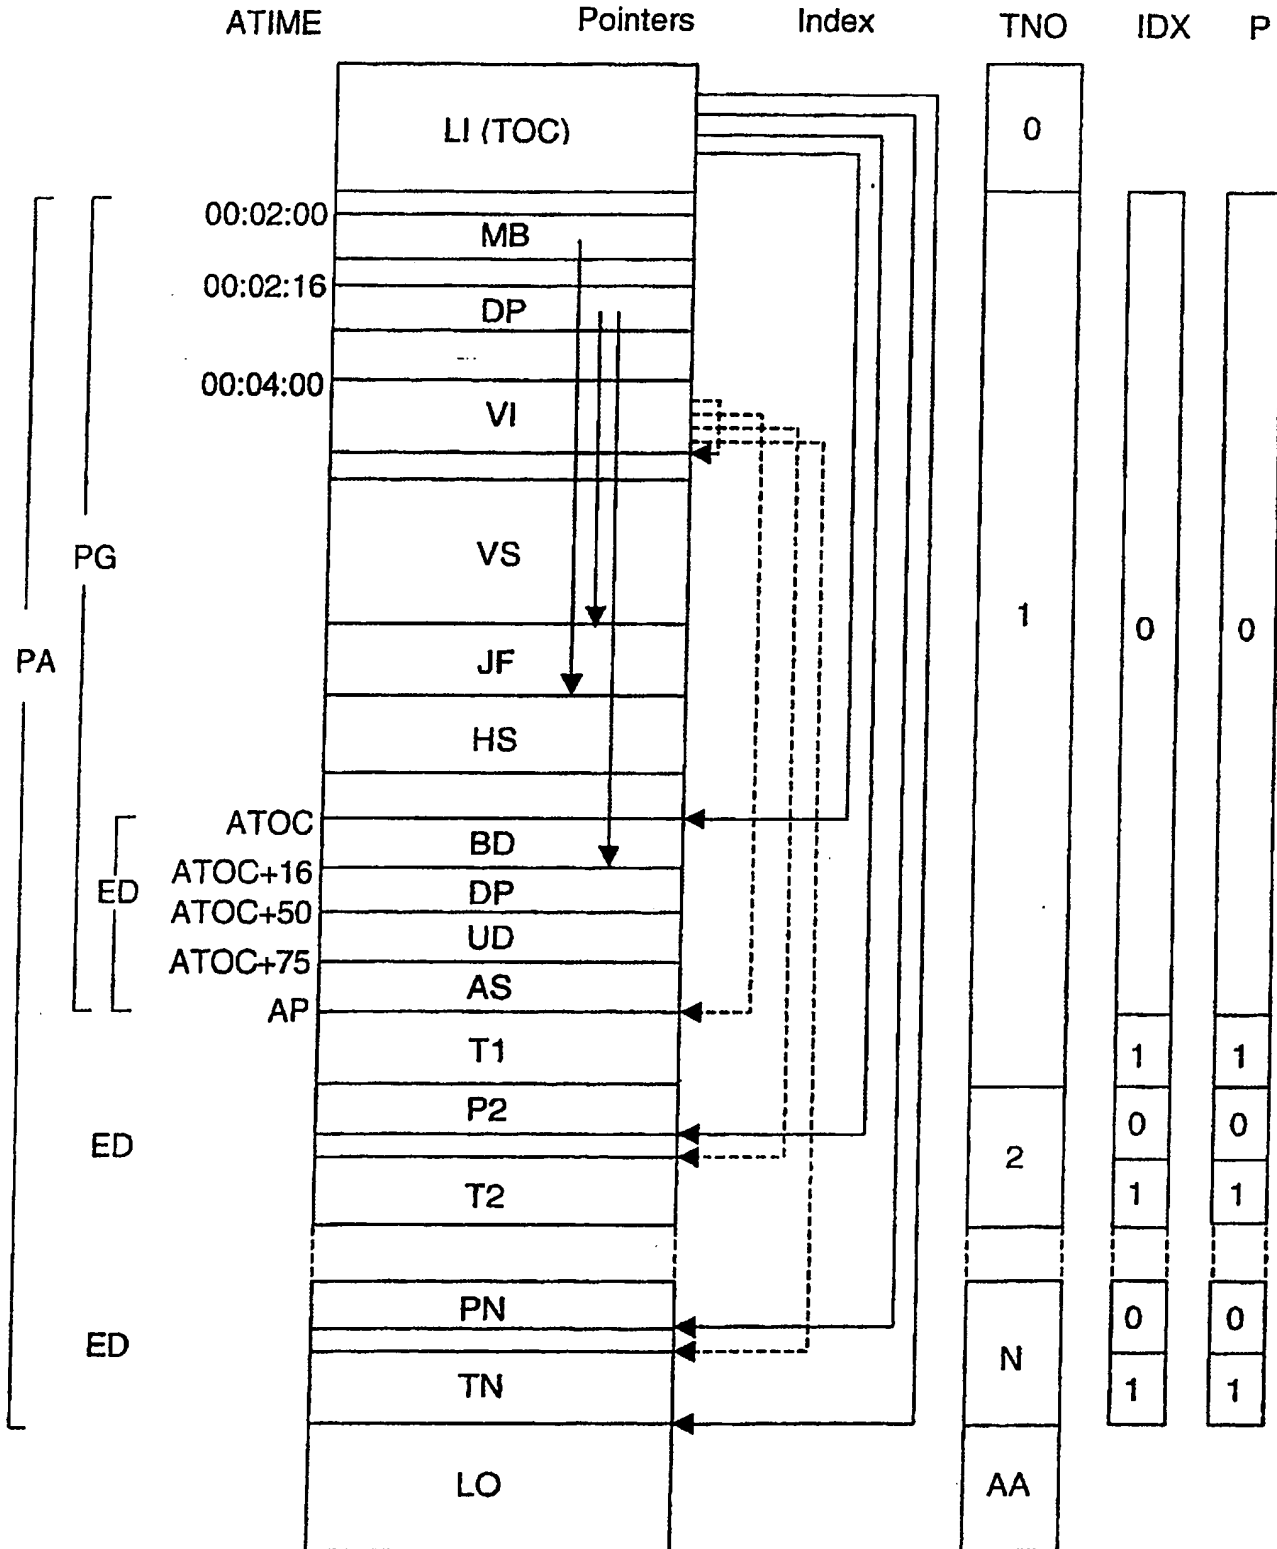 ATIME Pointers Index TNO IDX P
LI (TOC) 0
00:02:00
MB
00:02:16
DP
00:04:00
VI
VS
PG
1 0 0
PA
JF
HS
ATOC
BD
ATOC+16
ED
DP
ATOC+50
UD
ATOC+75
AS
AP
T1 1 1
P2 0 0
ED
2
T2 1 1
PN 0 0
ED
N
TN 1 1
LO AA